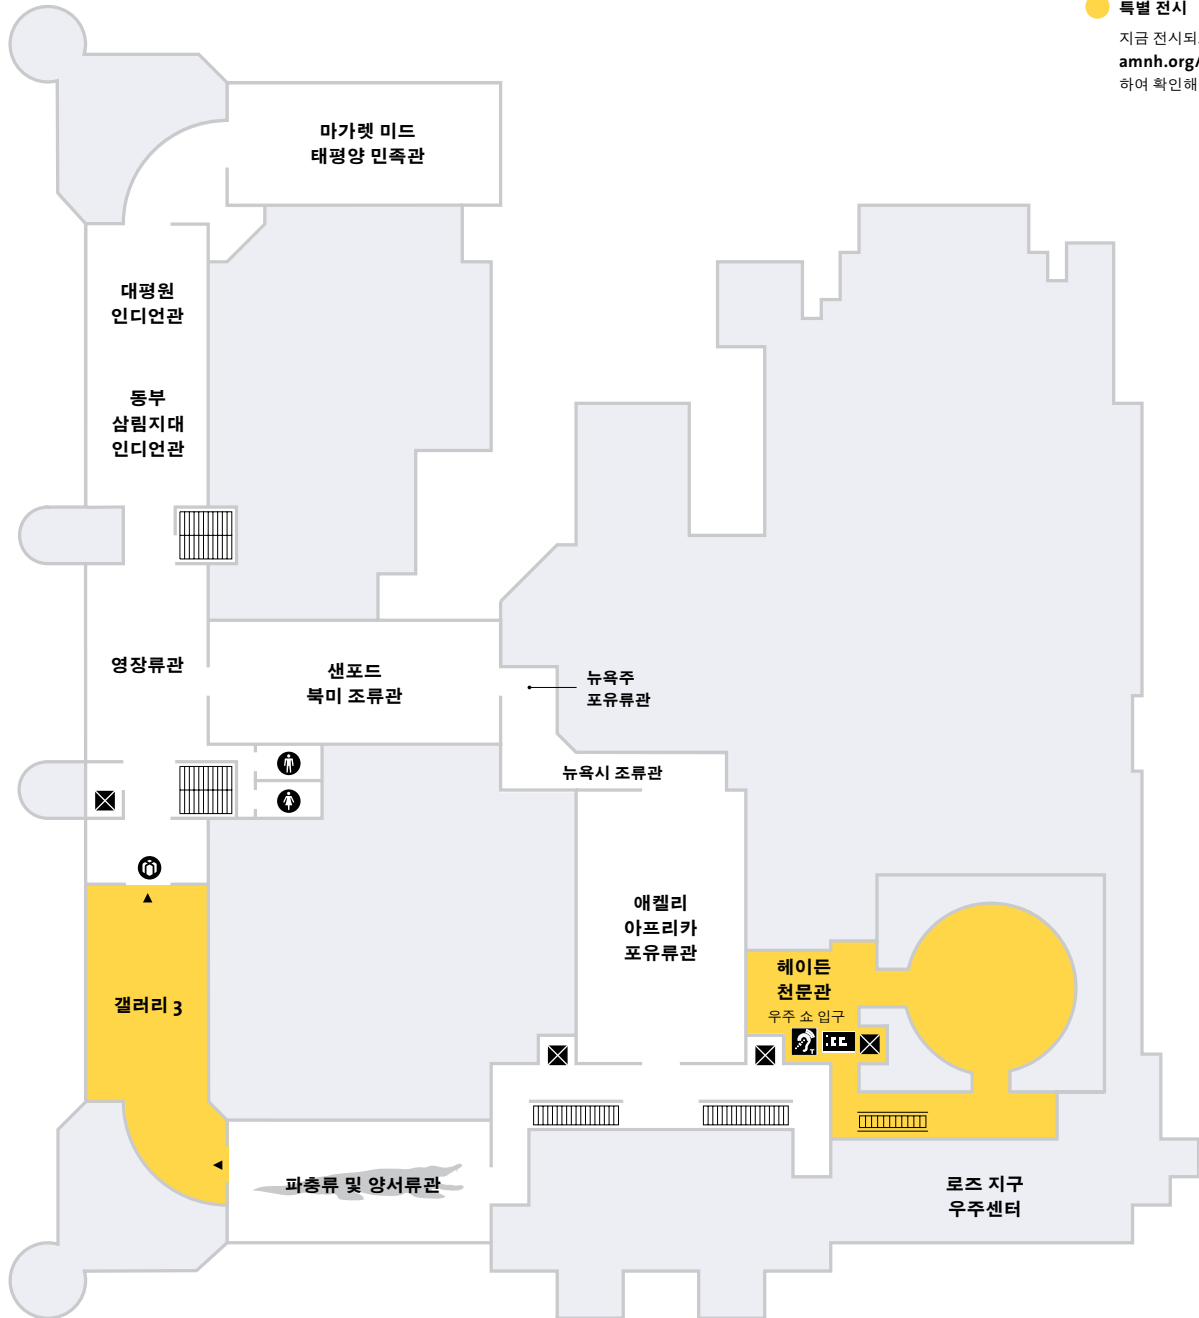 특별 전시
지금 전시되
amnh.org/
하여 확인해
마가렛 미드
태평양 민족관
대평원
인디언관
동부
삼림지대
인디언관
영장류관
샌포드
북미 조류관
뉴욕주
포유류관
뉴욕시 조류관
애켈리
아프리카
포유류관
헤이든
천문관
우주 쇼 입구
T
갤러리 3
파충류 및 양서류관
로즈 지구
우주센터